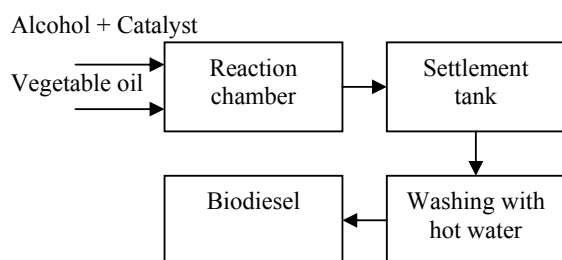 Alcohol + Catalyst
Vegetable oil
Reaction
chamber
Settlement
tank
Biodiesel
Washing with
hot water